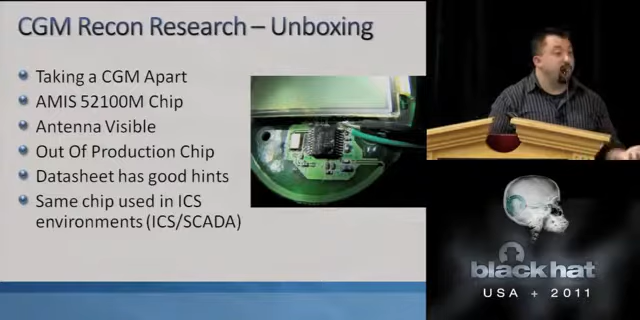 CGM Recon Research – Unboxing
Taking a CGM Apart
AMIS 52100M Chip
Antenna Visible
Out Of Production Chip
Datasheet has good hints
Same chip used in ICS
environments (ICS/SCADA)
black hat
USA + 2011